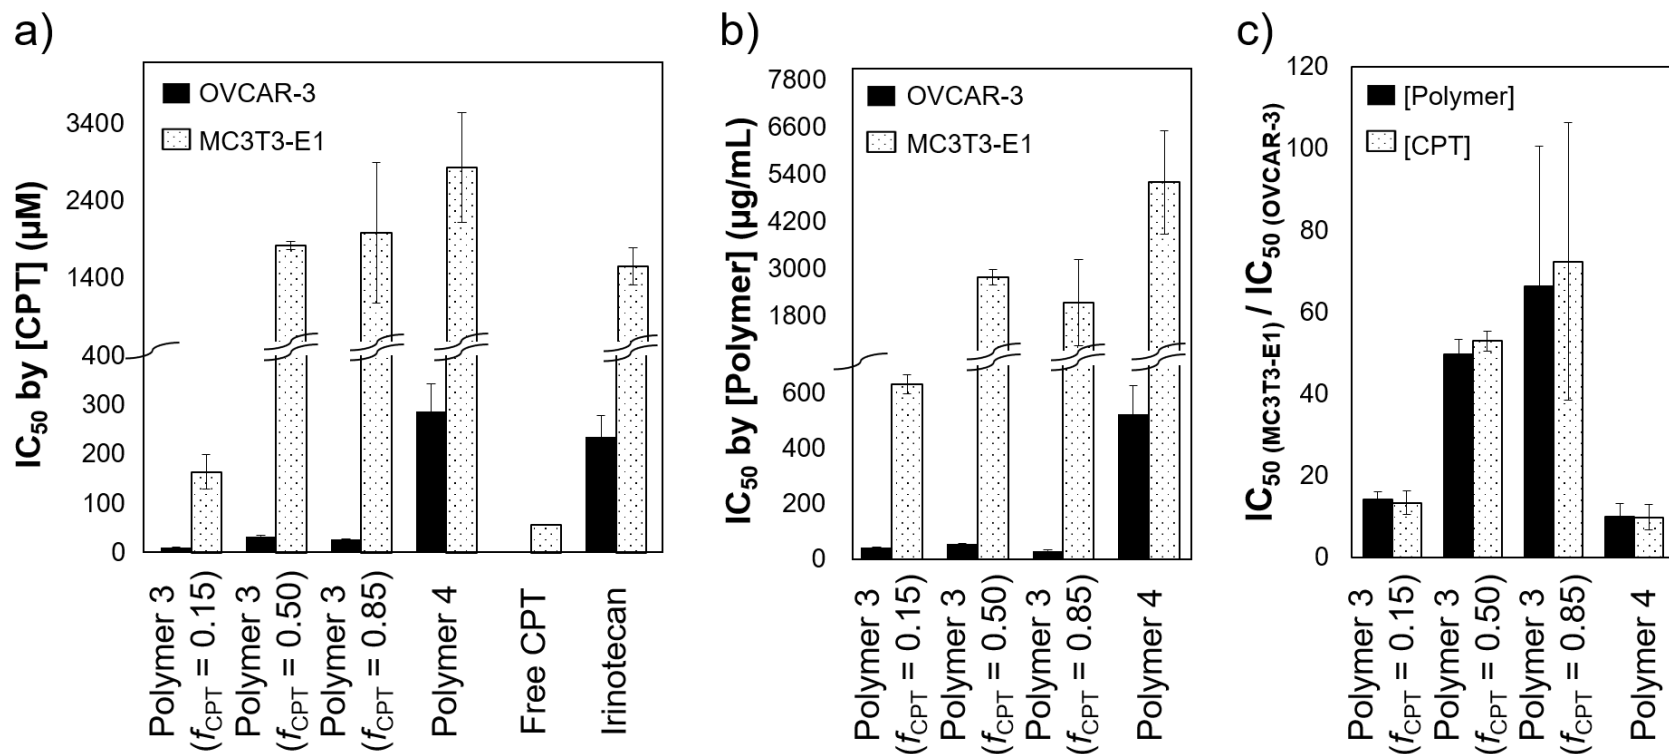 a)
IC50 by [CPT] (µM)
3400
2400
1400
400
300
200
100
0
OVCAR-3
MC3T3-E1
Polymer 3
(fCPT = 0.15)
Polymer 3
(fCPT = 0.50)
Polymer 3
(fCPT = 0.85)
Polymer 4
Free CPT
Irinotecan
b)
IC50 by [Polymer] (µg/mL)
7800
6600
5400
4200
3000
1800
600
400
200
0
OVCAR-3
MC3T3-E1
Polymer 3
(fCPT = 0.15)
Polymer 3
(fCPT = 0.50)
Polymer 3
(fCPT = 0.85)
Polymer 4
c)
IC50 (MC3T3-E1) / IC50 (OVCAR-3)
120
100
80
60
40
20
0
[Polymer]
[CPT]
Polymer 3
(fCPT = 0.15)
Polymer 3
(fCPT = 0.50)
Polymer 3
(fCPT = 0.85)
Polymer 4